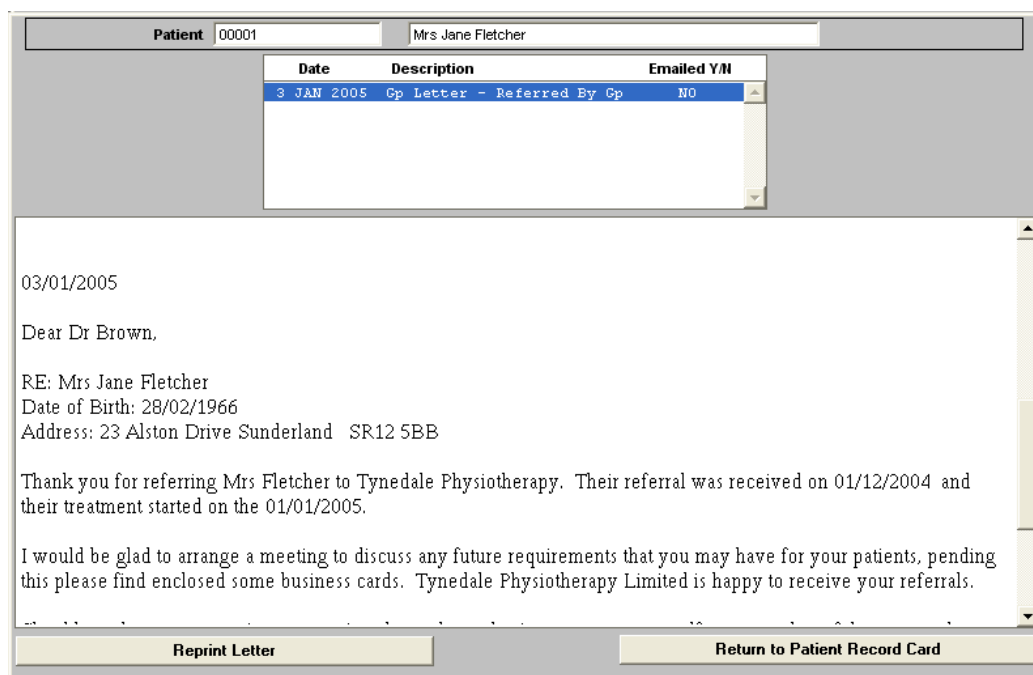 Patient 00001 Mrs Jane Fletcher
Date Description Emailed Y/N
3 JAN 2005 Gp Letter - Referred By Gp NO
03/01/2005
Dear Dr Brown,
RE: Mrs Jane Fletcher
Date of Birth: 28/02/1966
Address: 23 Alston Drive Sunderland SR12 5BB
Thank you for referring Mrs Fletcher to Tynedale Physiotherapy. Their referral was received on 01/12/2004 and
their treatment started on the 01/01/2005.
I would be glad to arrange a meeting to discuss any future requirements that you may have for your patients, pending
this please find enclosed some business cards. Tynedale Physiotherapy Limited is happy to receive your referrals.
Reprint Letter Return to Patient Record Card